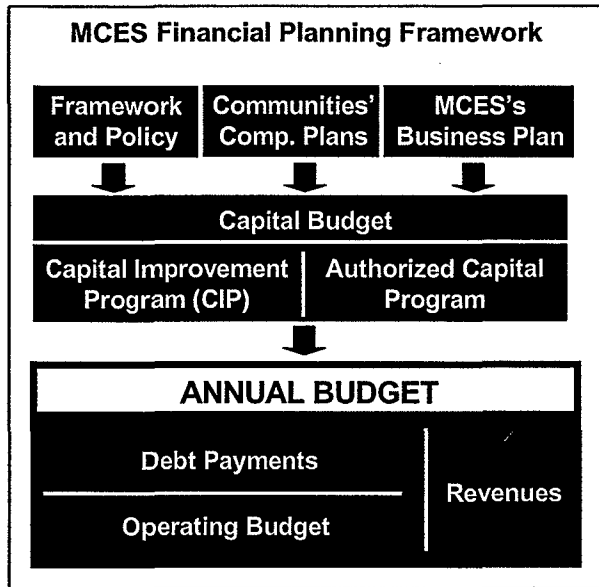 MCES Financial Planning Framework
Framework
and Policy
Communities'
Comp. Plans
MCES's
Business Plan
Capital Budget
Capital Improvement
Program (CIP)
Authorized Capital
Program
ANNUAL BUDGET
Debt Payments
Operating Budget
Revenues